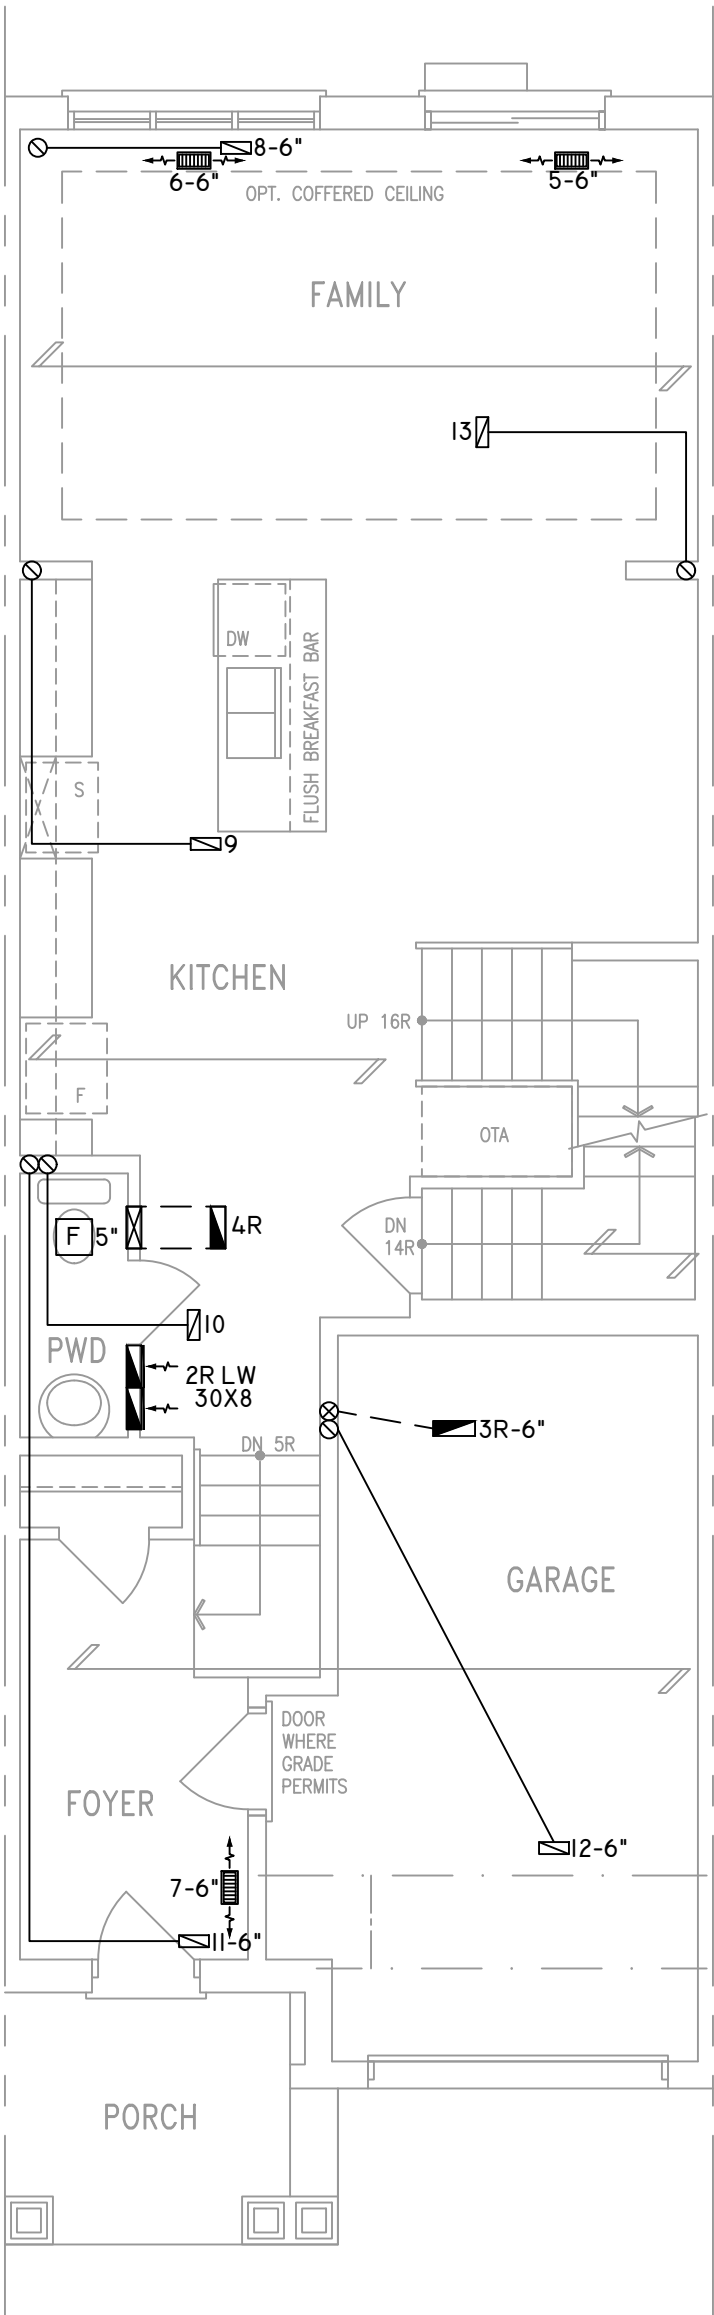 8-6"
6-6"
5-6"
OPT. COFFERED CEILING
FAMILY
13
DW
FLUSH BREAKFAST BAR
S
9
KITCHEN
UP 16R
F
OTA
F 5"
4R
DN
14R
10
PWD
2R LW
30X8
3R-6"
DN 5R
GARAGE
DOOR
WHERE
GRADE
PERMITS
FOYER
12-6"
7-6"
11-6"
PORCH